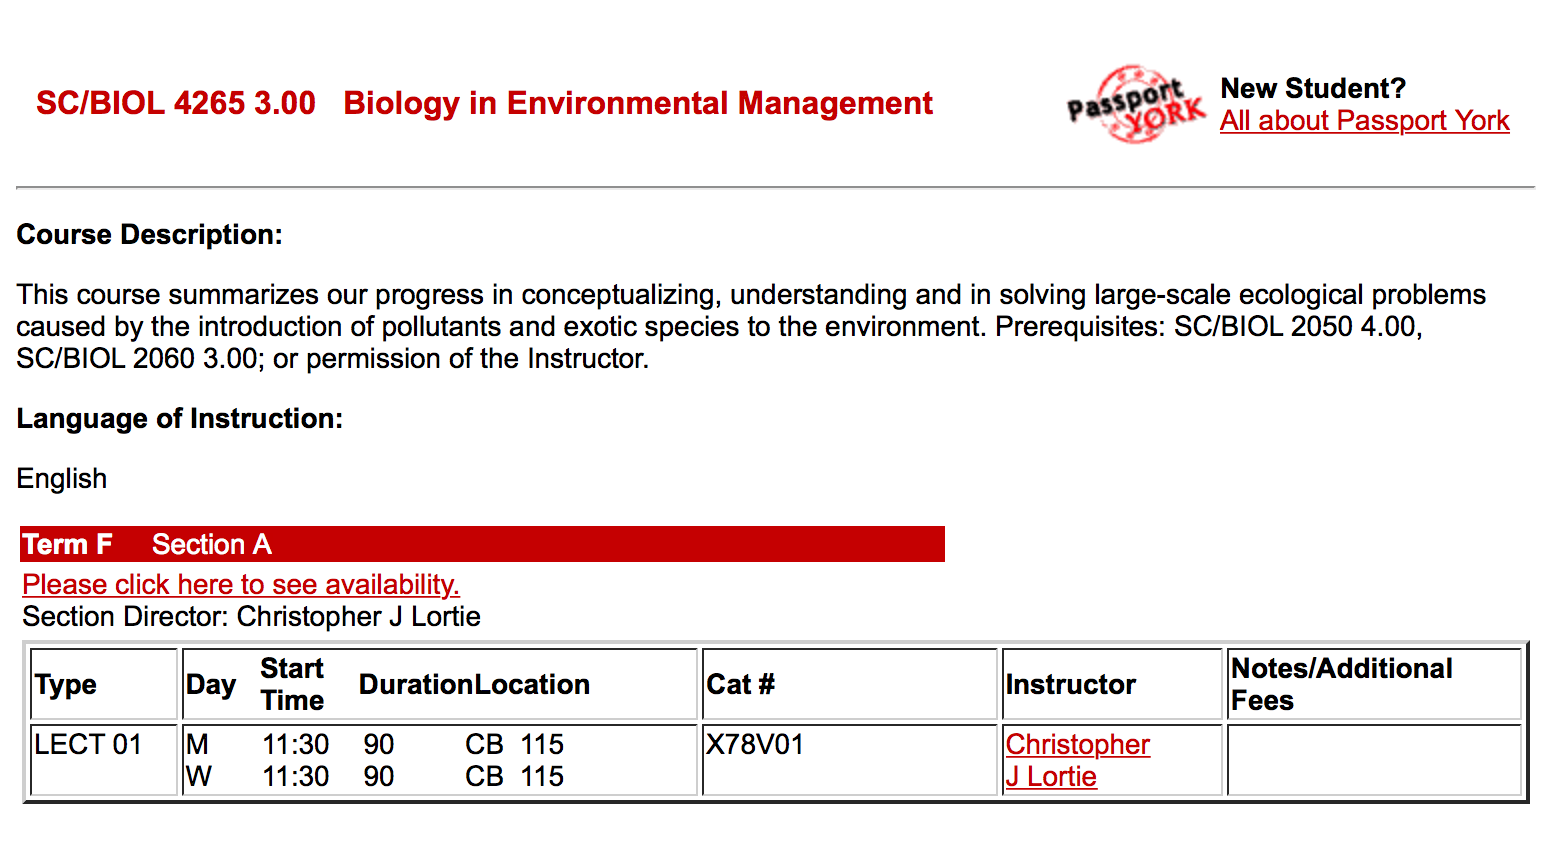 SC/BIOL 4265 3.00 Biology in Environmental Management
Passport YORK
New Student?
All about Passport York
Course Description:
This course summarizes our progress in conceptualizing, understanding and in solving large-scale ecological problems
caused by the introduction of pollutants and exotic species to the environment. Prerequisites: SC/BIOL 2050 4.00,
SC/BIOL 2060 3.00; or permission of the Instructor.
Language of Instruction:
English
Term F Section A
Please click here to see availability.
Section Director: Christopher J Lortie
Type Day Start Time Duration Location Cat # Instructor Notes/Additional Fees
LECT 01 M 11:30 90 CB 115 X78V01 Christopher
W 11:30 90 CB 115 J Lortie